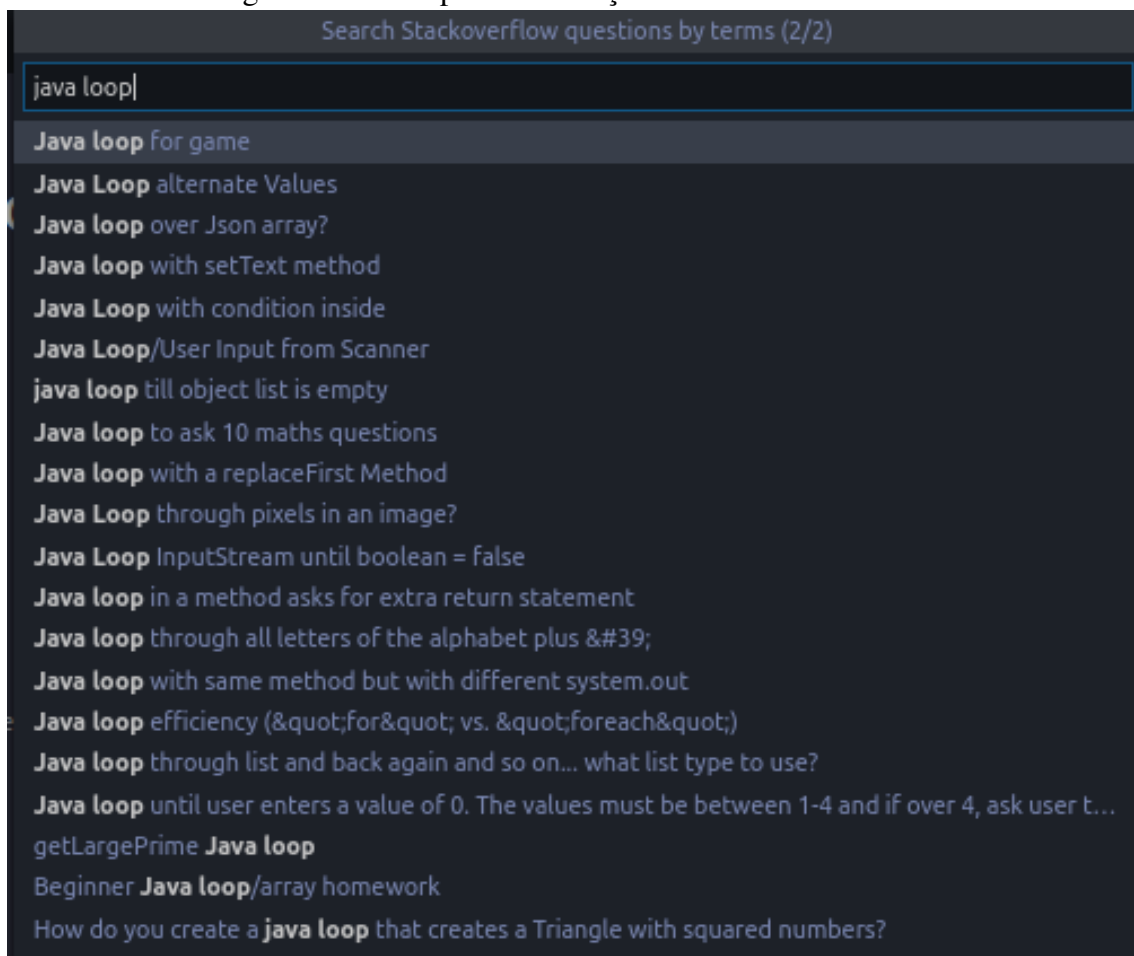 Search Stackoverflow questions by terms (2/2)
java loop
Java loop for game
Java Loop alternate Values
Java loop over Json array?
Java loop with setText method
Java Loop with condition inside
Java Loop/User Input from Scanner
java loop till object list is empty
Java loop to ask 10 maths questions
Java loop with a replaceFirst Method
Java Loop through pixels in an image?
Java Loop InputStream until boolean = false
Java loop in a method asks for extra return statement
Java loop through all letters of the alphabet plus &#39;
Java loop with same method but with different system.out
Java loop efficiency (&quot;for&quot; vs. &quot;foreach&quot;)
Java loop through list and back again and so on... what list type to use?
Java loop until user enters a value of 0. The values must be between 1-4 and if over 4, ask user t...
getLargePrime Java loop
Beginner Java loop/array homework
How do you create a java loop that creates a Triangle with squared numbers?